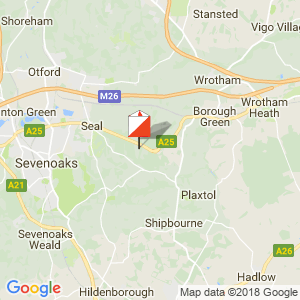 Stansted
Shoreham
Vigo Villag
Otford
Wrotham
M26
Wrotham
Heath
Borough
Green
nton Green
A25
Seal
A25
Sevenoaks
A21
Plaxtol
Shipbourne
Sevenoaks
Weald
A26
Hadlow
Hildenborough
Google
Map data ©2018 Google